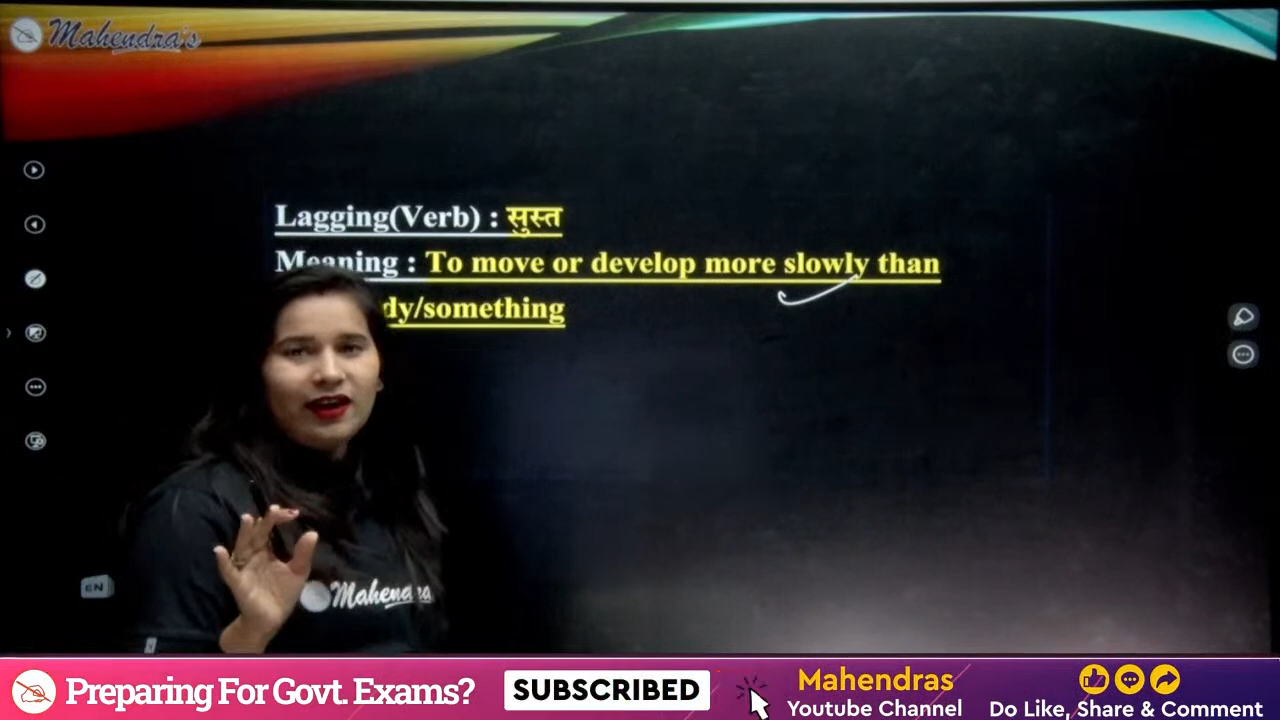 Mahendra's
Lagging(Verb) : सुस्त
Meaning : To move or develop more slowly than
dy/something
EN
Mahendra
Preparing For Govt. Exams?
SUBSCRIBED
Mahendras
Youtube Channel
Do Like, Share & Comment